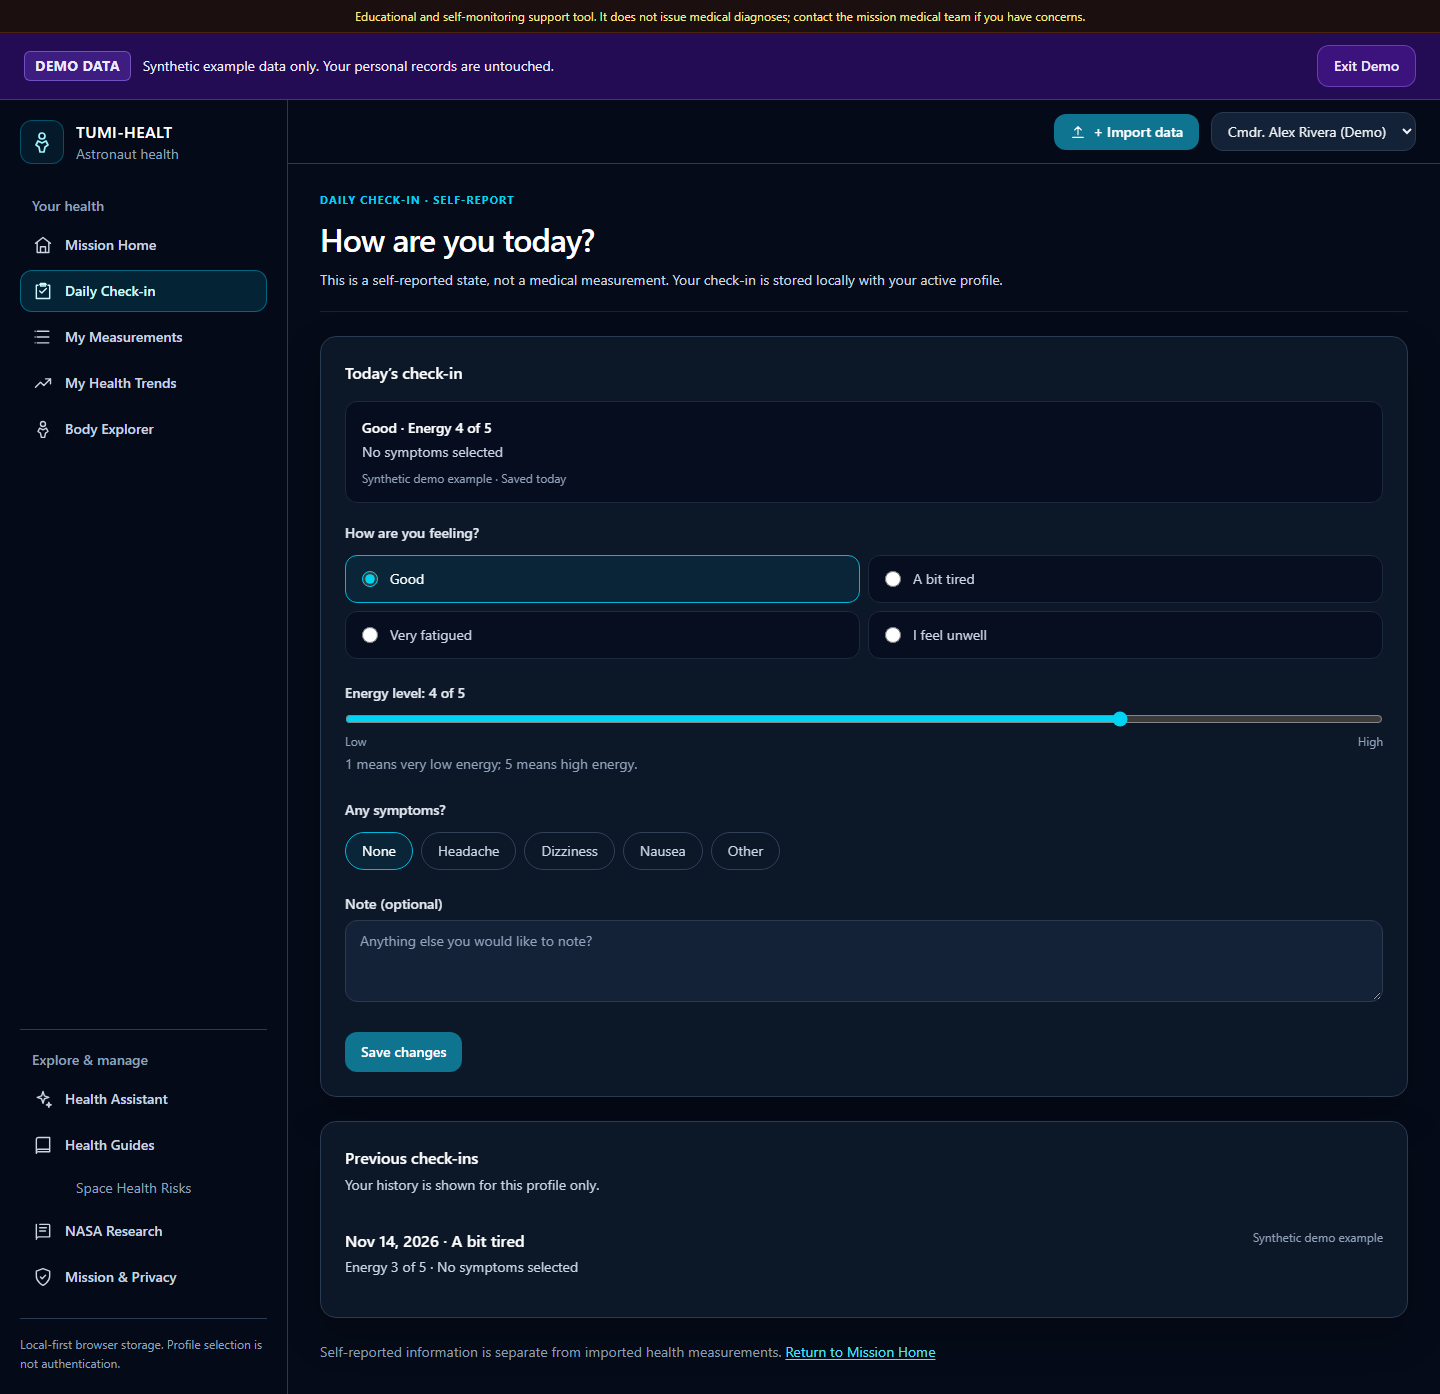 Educational and self-monitoring support tool. It does not issue medical diagnoses; contact the mission medical team if you have concerns.
DEMO DATA
Synthetic example data only. Your personal records are untouched.
Exit Demo
TUMI-HEALT
Astronaut health
+ Import data
Cmdr. Alex Rivera (Demo)
Your health
Mission Home
Daily Check-in
My Measurements
My Health Trends
Body Explorer
Explore & manage
Health Assistant
Health Guides
Space Health Risks
NASA Research
Mission & Privacy
Local-first browser storage. Profile selection is
not authentication.
DAILY CHECK-IN · SELF-REPORT
How are you today?
This is a self-reported state, not a medical measurement. Your check-in is stored locally with your active profile.
Today’s check-in
Good · Energy 4 of 5
No symptoms selected
Synthetic demo example · Saved today
How are you feeling?
Good
A bit tired
Very fatigued
I feel unwell
Energy level: 4 of 5
Low
High
1 means very low energy; 5 means high energy.
Any symptoms?
None
Headache
Dizziness
Nausea
Other
Note (optional)
Anything else you would like to note?
Save changes
Previous check-ins
Your history is shown for this profile only.
Nov 14, 2026 · A bit tired
Synthetic demo example
Energy 3 of 5 · No symptoms selected
Self-reported information is separate from imported health measurements. Return to Mission Home